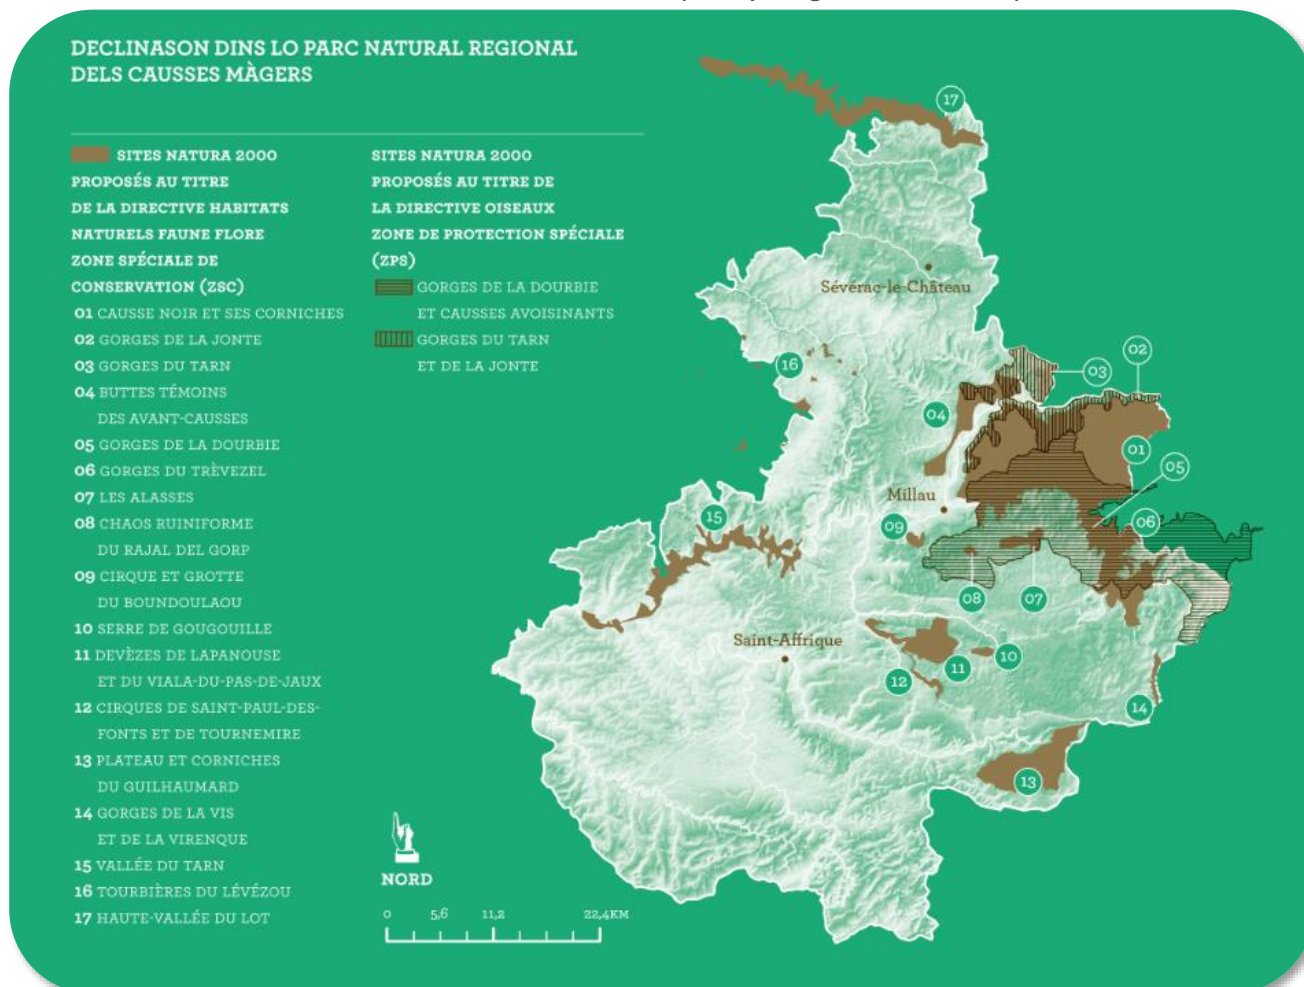 DECLINASON DINS LO PARC NATURAL REGIONAL
DELS CAUSSES MÀGERS
SITES NATURA 2000
PROPOSÉS AU TITRE
DE LA DIRECTIVE HABITATS
NATURELS FAUNE FLORE
ZONE SPÉCIALE DE
CONSERVATION (ZSC)
01 CAUSSE NOIR ET SES CORNICHES
02 GORGES DE LA JONTE
03 GORGES DU TARN
04 BUTTES TÉMOINS
DES AVANT-CAUSSES
05 GORGES DE LA DOURBIE
06 GORGES DU TRÈVEZEL
07 LES ALASSES
08 CHAOS RUINIFORME
DU RAJAL DEL GORP
09 CIRQUE ET GROTTE
DU BOUNDOULAOU
10 SERRE DE GOUGOUILLE
11 DEVÈZES DE LAPANOUSE
ET DU VIALA-DU-PAS-DE-JAUX
12 CIRQUES DE SAINT-PAUL-DES-
FONTS ET DE TOURNEMIRE
13 PLATEAU ET CORNICHES
DU GUILHAUMARD
14 GORGES DE LA VIS
ET DE LA VIRENQUE
15 VALLÉE DU TARN
16 TOURBIÈRES DU LÉVÉZOU
17 HAUTE-VALLÉE DU LOT
SITES NATURA 2000
PROPOSÉS AU TITRE DE
LA DIRECTIVE OISEAUX
ZONE DE PROTECTION SPÉCIALE
(ZPS)
GORGES DE LA DOURBIE
ET CAUSSES AVOISINANTS
GORGES DU TARN
ET DE LA JONTE
NORD
0 5,6 11,2 22,4KM
17
Sévérac-le-Château
02
03
16
04
01
05
Millau
15
09
06
08
07
Saint-Affrique
10
11
12
14
13